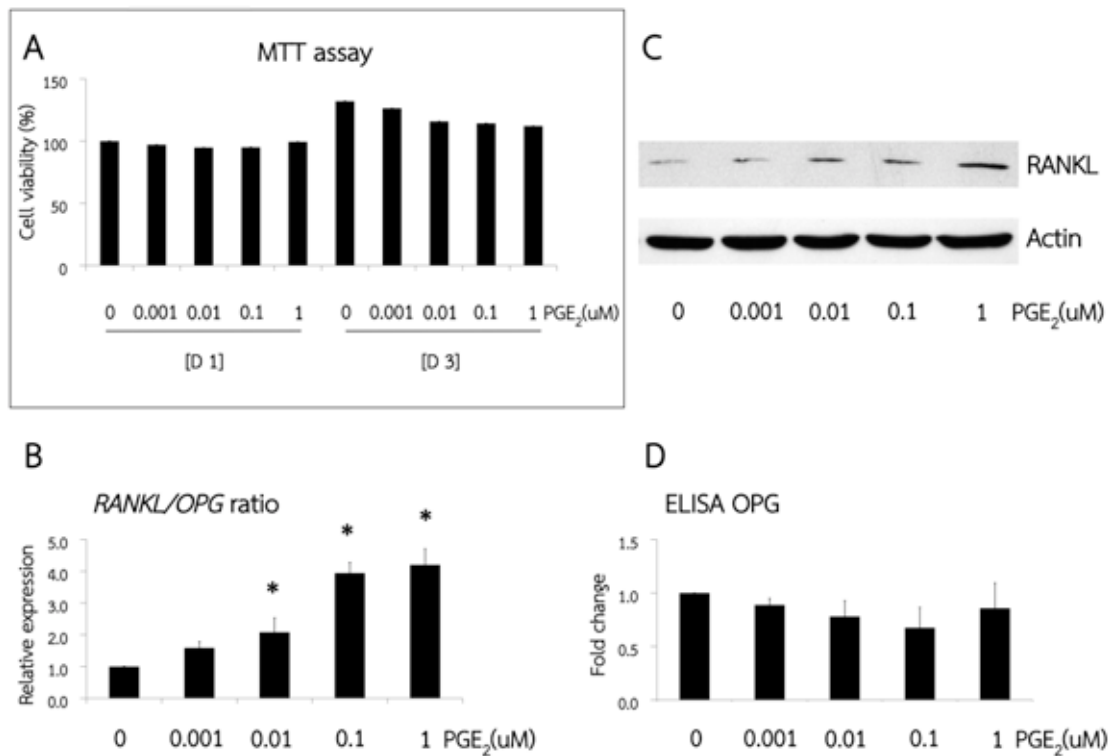 A
MTT assay
Cell viability (%)
150
100
50
0
0 0.001 0.01 0.1 1 0 0.001 0.01 0.1 1 PGE₂(uM)
[D 1] [D 3]
C
RANKL
Actin
0 0.001 0.01 0.1 1 PGE₂(uM)
B
RANKL/OPG ratio
Relative expression
5.0
4.0
3.0
2.0
1.0
0.0
* * *
0 0.001 0.01 0.1 1 PGE₂(uM)
D
ELISA OPG
Fold change
1.5
1.0
0.5
0.0
0 0.001 0.01 0.1 1 PGE₂(uM)